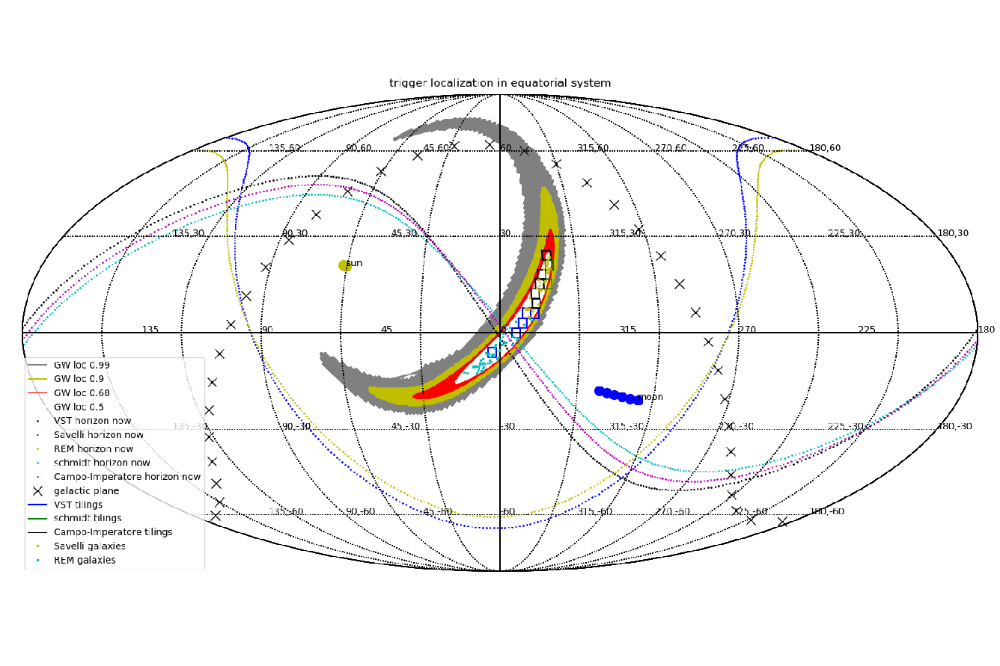 trigger localization in equatorial system
135,60 90,60 45,60 60 315,60 270,60 225,60 180,60
135,30 90,30 45,30 30 315,30 270,30 225,30 180,30
sun
135 90 45 0 315 270 225 180
moon
135,-30 90,-30 45,-30 -30 315,-30 270,-30 225,-30 180,-30
135,-60 90,-60 45,-60 -60 315,-60 270,-60 225,-60 180,-60
GW loc 0.99
GW loc 0.9
GW loc 0.68
GW loc 0.5
VST horizon now
Savelli horizon now
REM horizon now
schmidt horizon now
Campo-Imperatore horizon now
galactic plane
VST tilings
schmidt tilings
Campo-Imperatore tilings
Savelli galaxies
REM galaxies